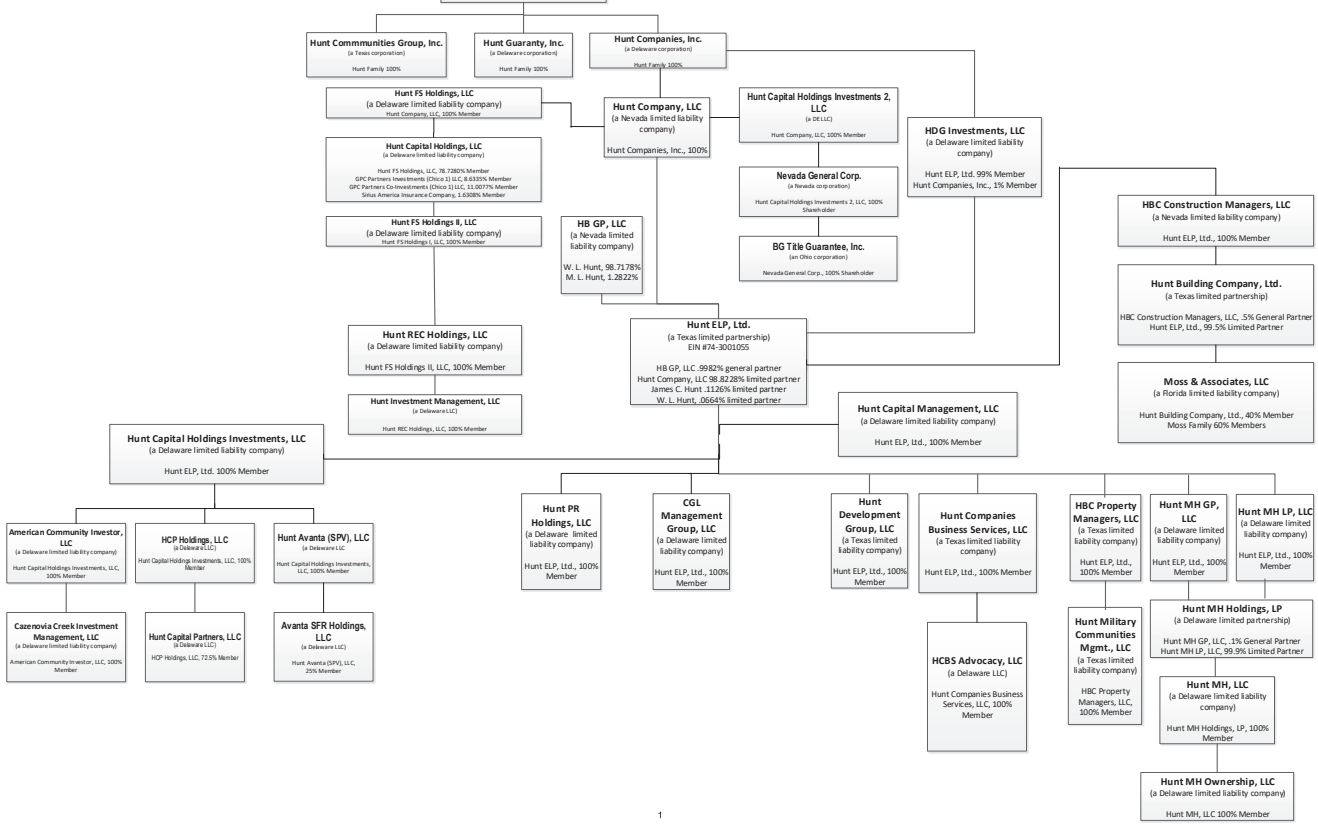 Hunt Commmunities Group, Inc.
(a Texas corporation)
Hunt Family 100%
Hunt Guaranty, Inc.
(a Delaware corporation)
Hunt Family 100%
Hunt Companies, Inc.
(a Delaware corporation)
Hunt Family 100%
Hunt FS Holdings, LLC
(a Delaware limited liability company)
Hunt Company, LLC, 100% Member
Hunt Capital Holdings, LLC
(a Delaware limited liability company)
Hunt FS Holdings, LLC, 78.7280% Member
GPC Partners Investments (Chico 1) LLC, 8.6335% Member
GPC Partners Co-Investments (Chico 1) LLC, 11.0077% Member
Sirius America Insurance Company, 1.6308% Member
Hunt FS Holdings II, LLC
(a Delaware limited liability company)
Hunt FS Holdings I, LLC, 100% Member
Hunt REC Holdings, LLC
(a Delaware limited liability company)
Hunt FS Holdings II, LLC, 100% Member
Hunt Investment Management, LLC
(a Delaware LLC)
Hunt REC Holdings, LLC, 100% Member
Hunt Company, LLC
(a Nevada limited liability
company)
Hunt Companies, Inc., 100%
HB GP, LLC
(a Nevada limited
liability company)
W. L. Hunt, 98.7178%
M. L. Hunt, 1.2822%
Hunt Capital Holdings Investments 2,
LLC
(a DE LLC)
Hunt Company, LLC, 100% Member
Nevada General Corp.
(a Nevada corporation)
Hunt Capital Holdings Investments 2, LLC, 100%
Shareholder
BG Title Guarantee, Inc.
(an Ohio corporation)
Nevada General Corp., 100% Shareholder
HDG Investments, LLC
(a Delaware limited liability
company)
Hunt ELP, Ltd. 99% Member
Hunt Companies, Inc., 1% Member
HBC Construction Managers, LLC
(a Nevada limited liability company)
Hunt ELP, Ltd., 100% Member
Hunt Building Company, Ltd.
(a Texas limited partnership)
HBC Construction Managers, LLC, .5% General Partner
Hunt ELP, Ltd., 99.5% Limited Partner
Moss & Associates, LLC
(a Florida limited liability company)
Hunt Building Company, Ltd., 40% Member
Moss Family 60% Members
Hunt ELP, Ltd.
(a Texas limited partnership)
EIN #74-3001055
HB GP, LLC .9982% general partner
Hunt Company, LLC 98.8228% limited partner
James C. Hunt .1126% limited partner
W. L. Hunt, .0664% limited partner
Hunt Capital Management, LLC
(a Delaware limited liability company)
Hunt ELP, Ltd., 100% Member
Hunt Capital Holdings Investments, LLC
(a Delaware limited liability company)
Hunt ELP, Ltd. 100% Member
American Community Investor,
LLC
(a Delaware limited liability company)
Hunt Capital Holdings Investments, LLC,
100% Member
HCP Holdings, LLC
(a Delaware LLC)
Hunt Capital Holdings Investments, LLC, 100%
Member
Hunt Avanta (SPV), LLC
(a Delaware LLC
Hunt Capital Holdings Investments,
LLC, 100% Member
Cazenovia Creek Investment
Management, LLC
(a Delaware limited liability company)
American Community Investor, LLC, 100%
Member
Hunt Capital Partners, LLC
(a Delaware LLC)
HCP Holdings, LLC, 72.5% Member
Avanta SFR Holdings,
LLC
(a Delaware LLC)
Hunt Avanta (SPV), LLC,
25% Member
Hunt PR
Holdings, LLC
(a Delaware limited
liability company)
Hunt ELP, Ltd., 100%
Member
CGL
Management
Group, LLC
(a Delaware limited
liability company)
Hunt ELP, Ltd., 100%
Member
Hunt
Development
Group, LLC
(a Delaware limited
liability company)
Hunt ELP, Ltd., 100%
Member
Hunt Companies
Business Services, LLC
(a Texas limited liability
company)
Hunt ELP, Ltd., 100% Member
HCBS Advocacy, LLC
(a Delaware LLC)
Hunt Companies Business
Services, LLC, 100%
Member
HBC Property
Managers, LLC
(a Texas limited
liability company)
Hunt ELP, Ltd.,
100% Member
Hunt Military
Communities
Mgmt., LLC
(a Texas limited
liability company)
HBC Property
Managers, LLC,
100% Member
Hunt MH GP,
LLC
(a Delaware limited
liability company)
Hunt ELP, Ltd., 100%
Member
Hunt MH LP, LLC
(a Delaware limited
liability company)
Hunt ELP, Ltd., 100%
Member
Hunt MH Holdings, LP
(a Delaware limited partnership)
Hunt MH GP, LLC, .1% General Partner
Hunt MH LP, LLC, 99.9% Limited Partner
Hunt MH, LLC
(a Delaware limited liability
company)
Hunt MH Holdings, LP, 100%
Member
Hunt MH Ownership, LLC
(a Delaware limited liability company)
Hunt MH, LLC 100% Member
1